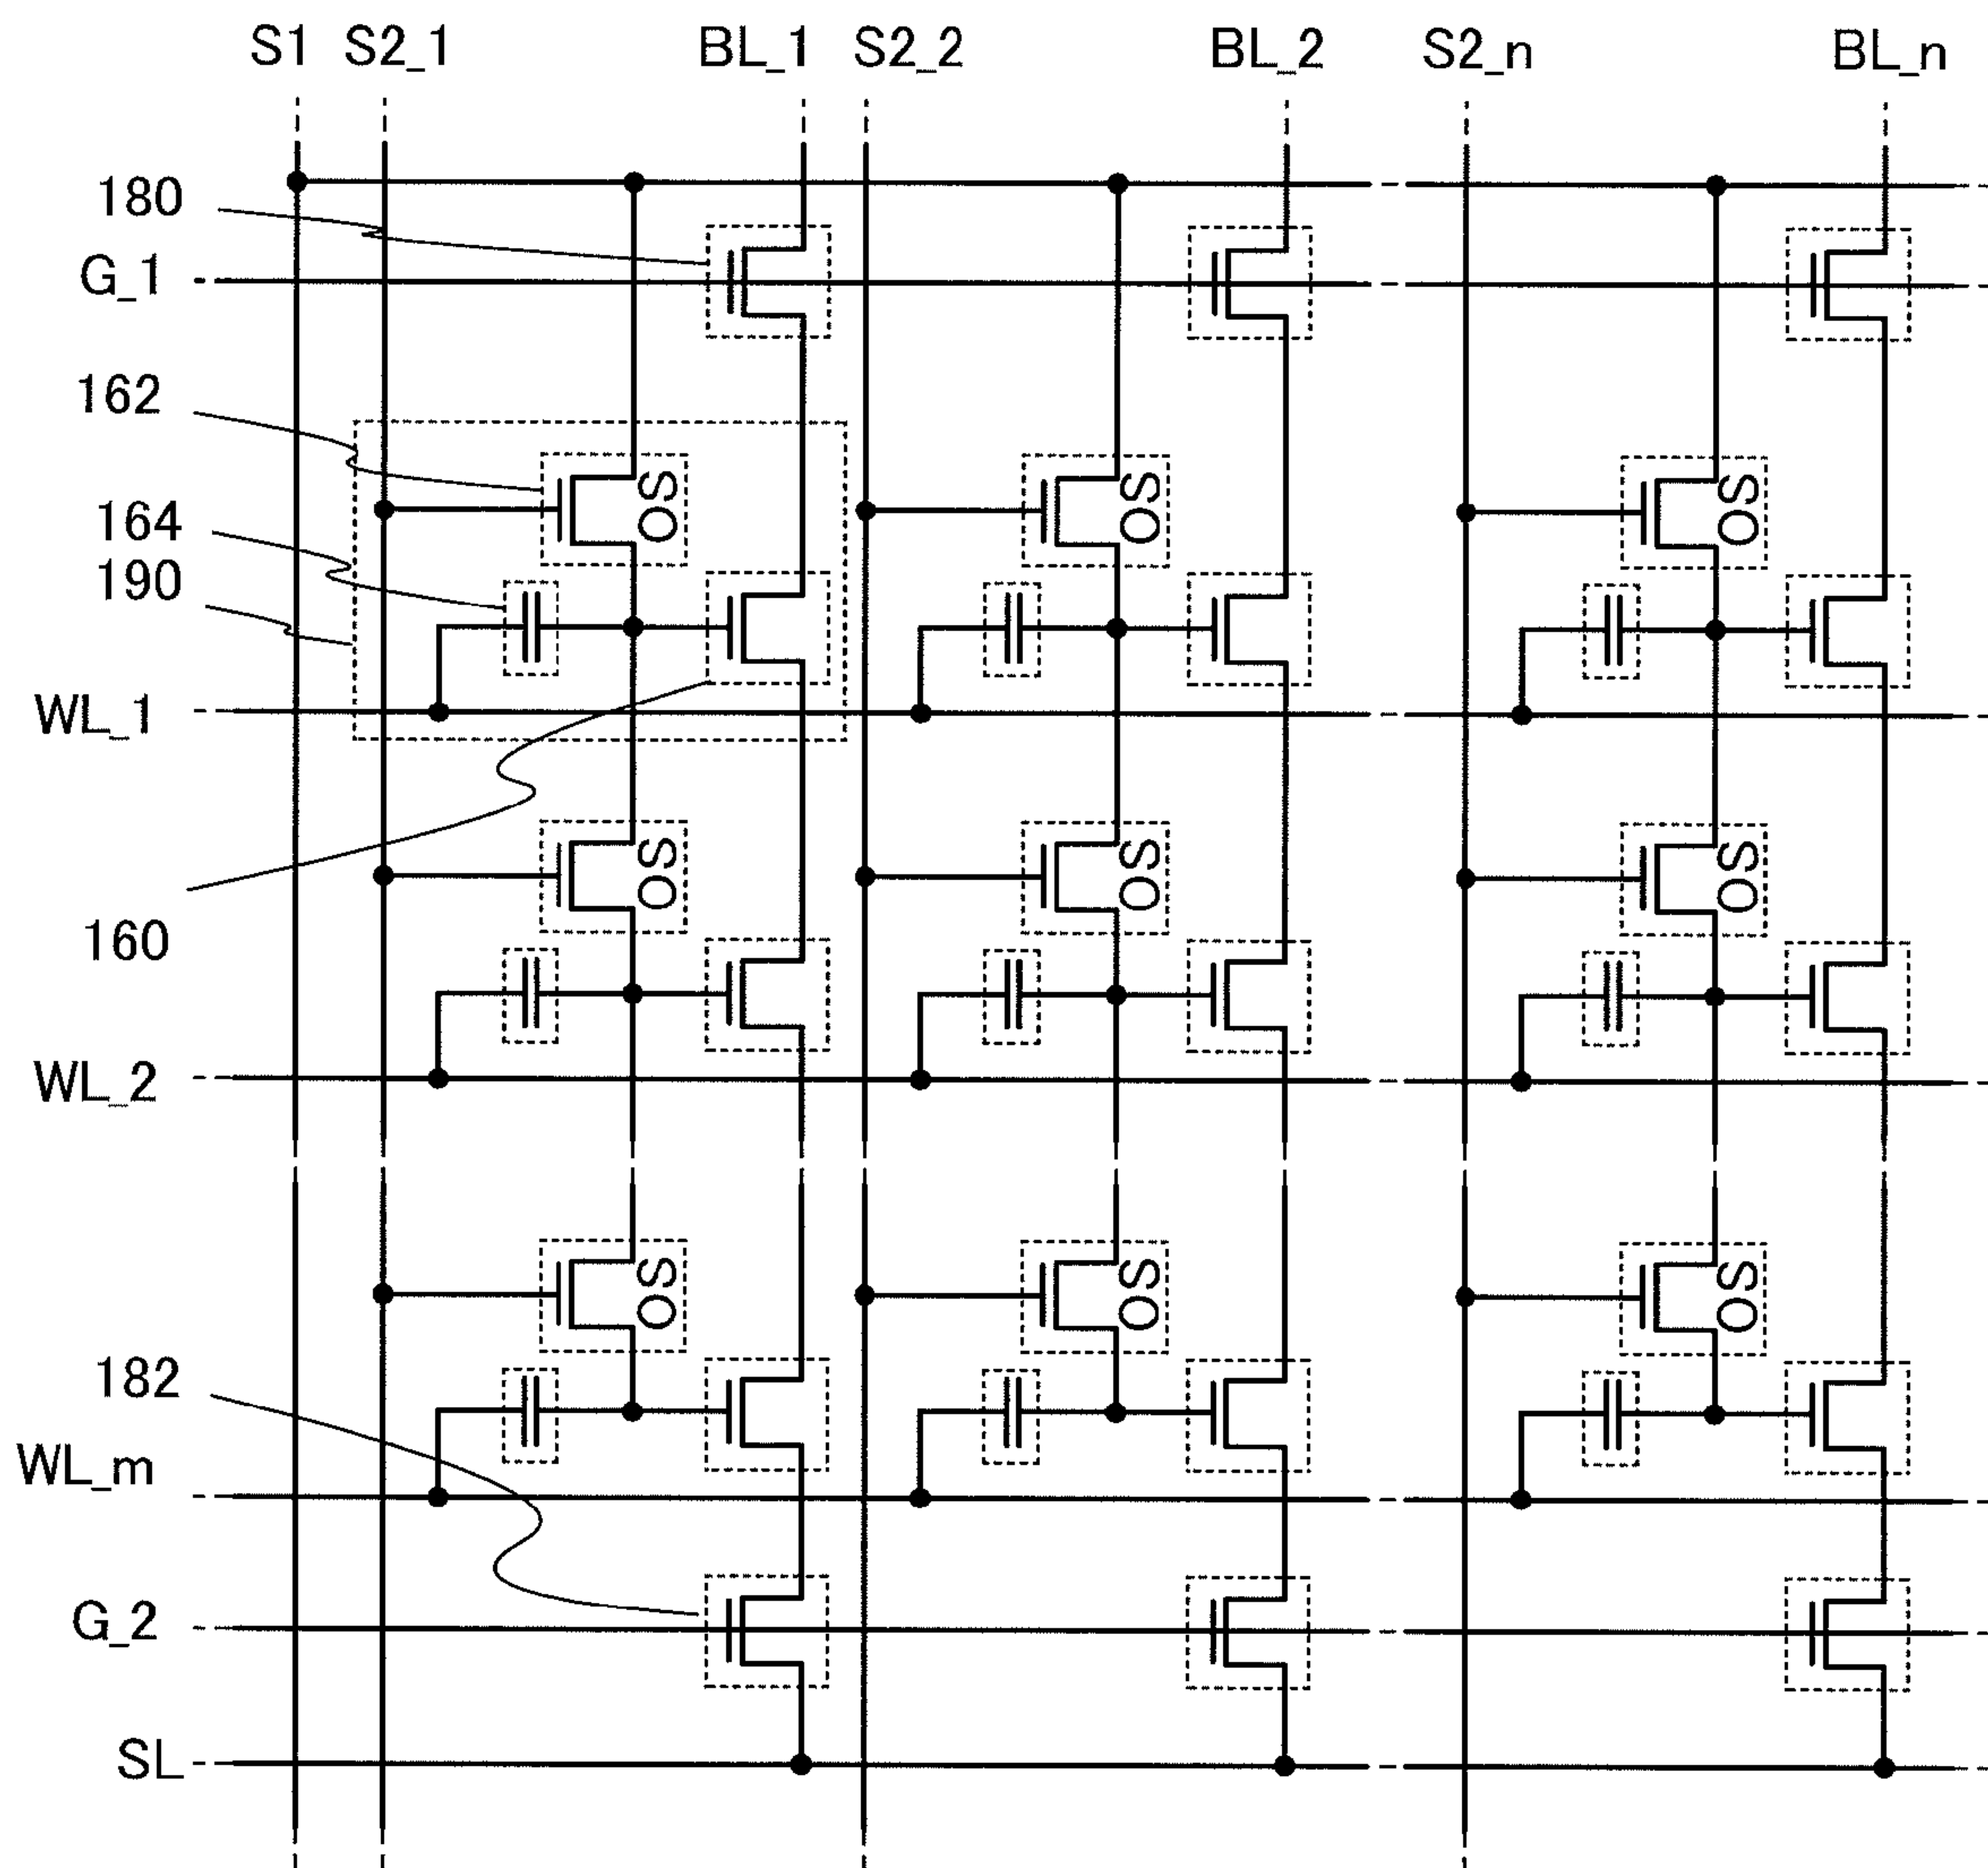 S1 S2_1 BL_1 S2_2 BL_2 S2_n BL_n
180
G_1
162
OS OS OS
164
190
WL_1
OS OS OS
160
WL_2
OS OS OS
182
WL_m
G_2
SL